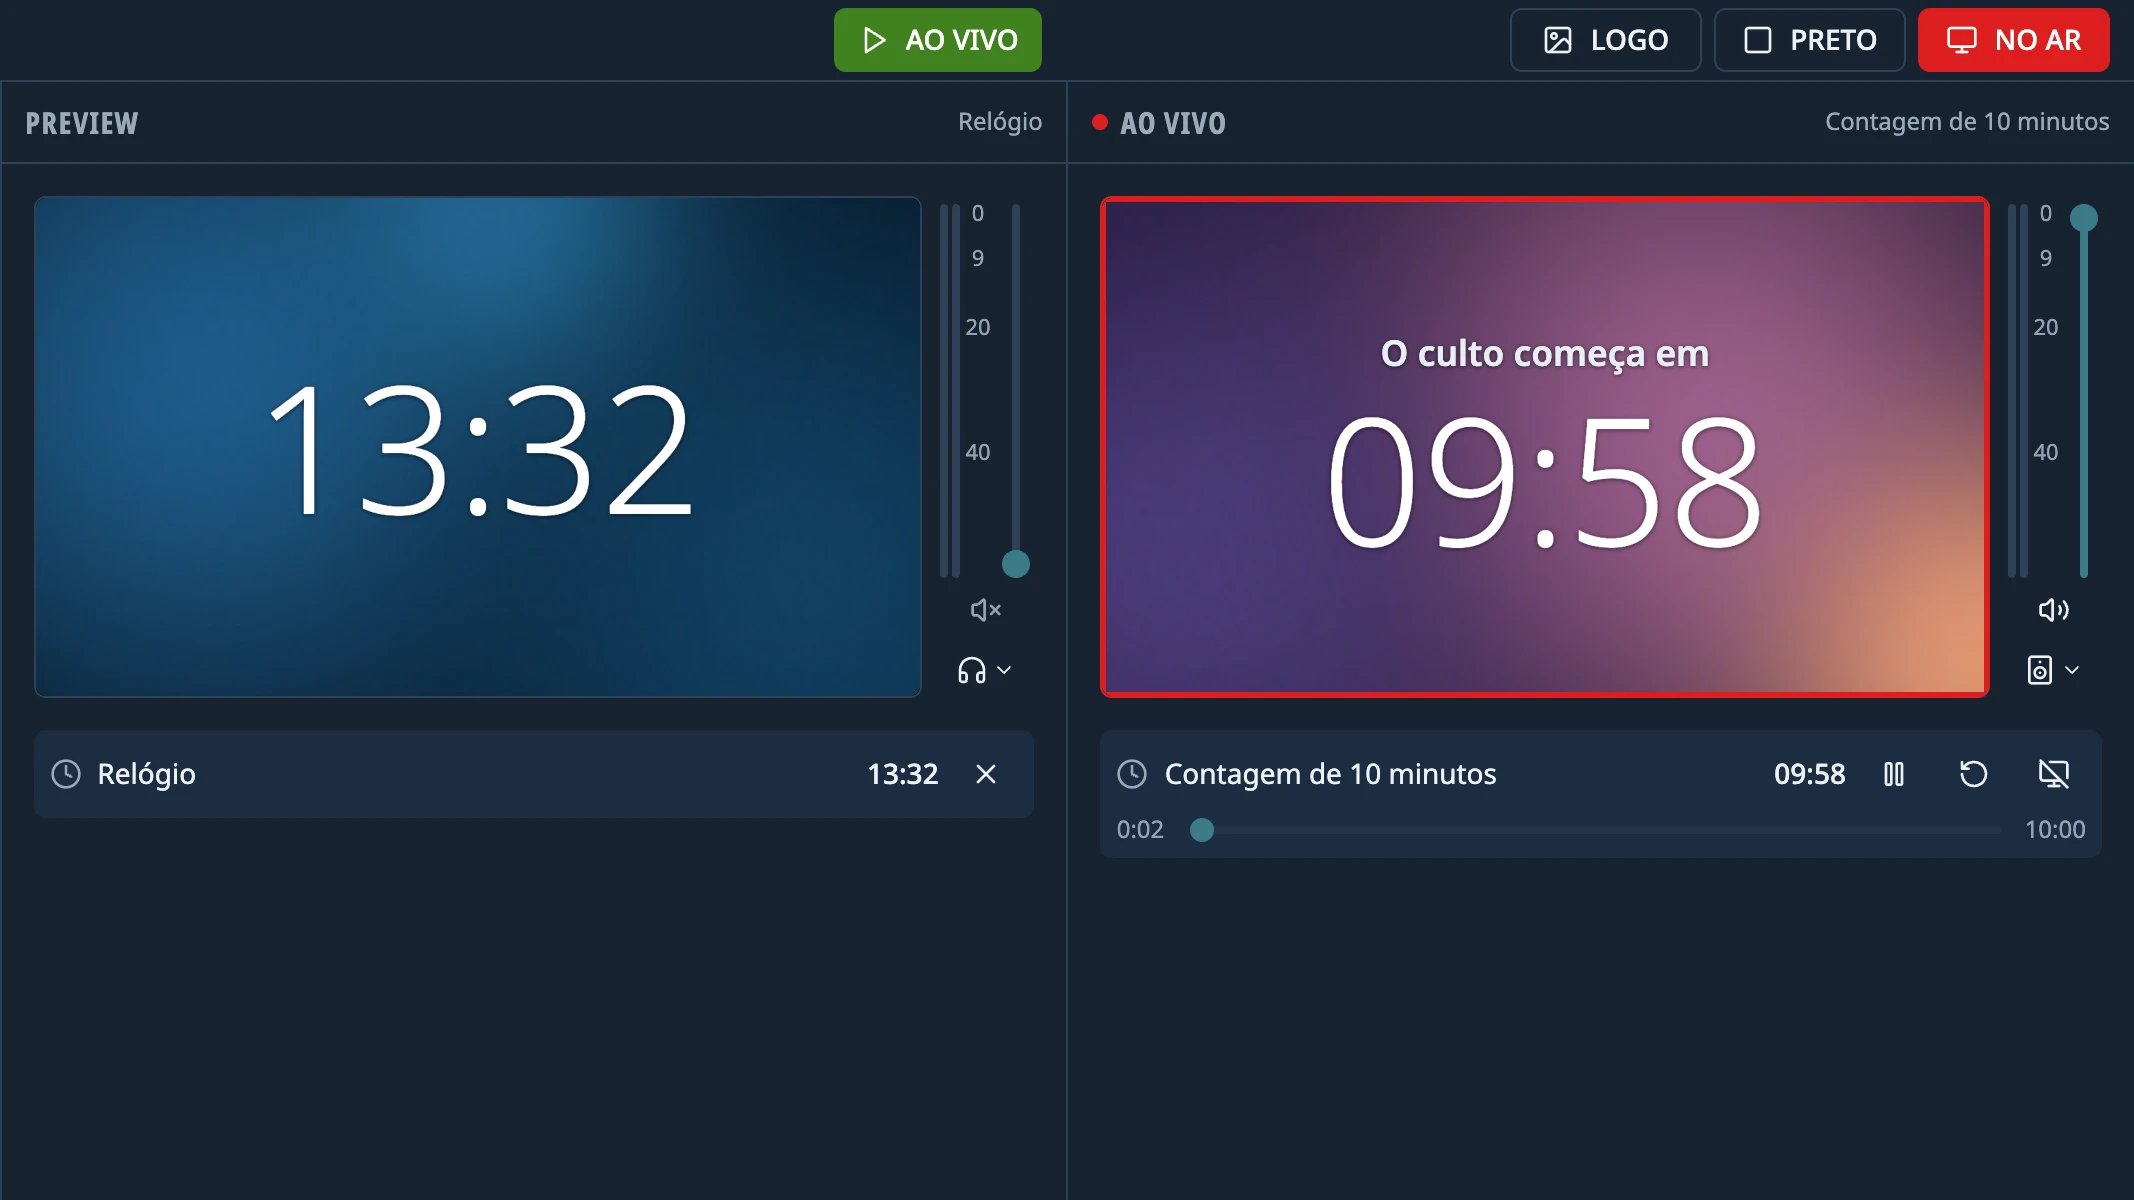 AO VIVO
LOGO
PRETO
NO AR
PREVIEW
Relógio
AO VIVO
Contagem de 10 minutos
13:32
0
9
20
40
O culto começa em
09:58
0
9
20
40
Relógio
13:32
Contagem de 10 minutos
09:58
0:02
10:00